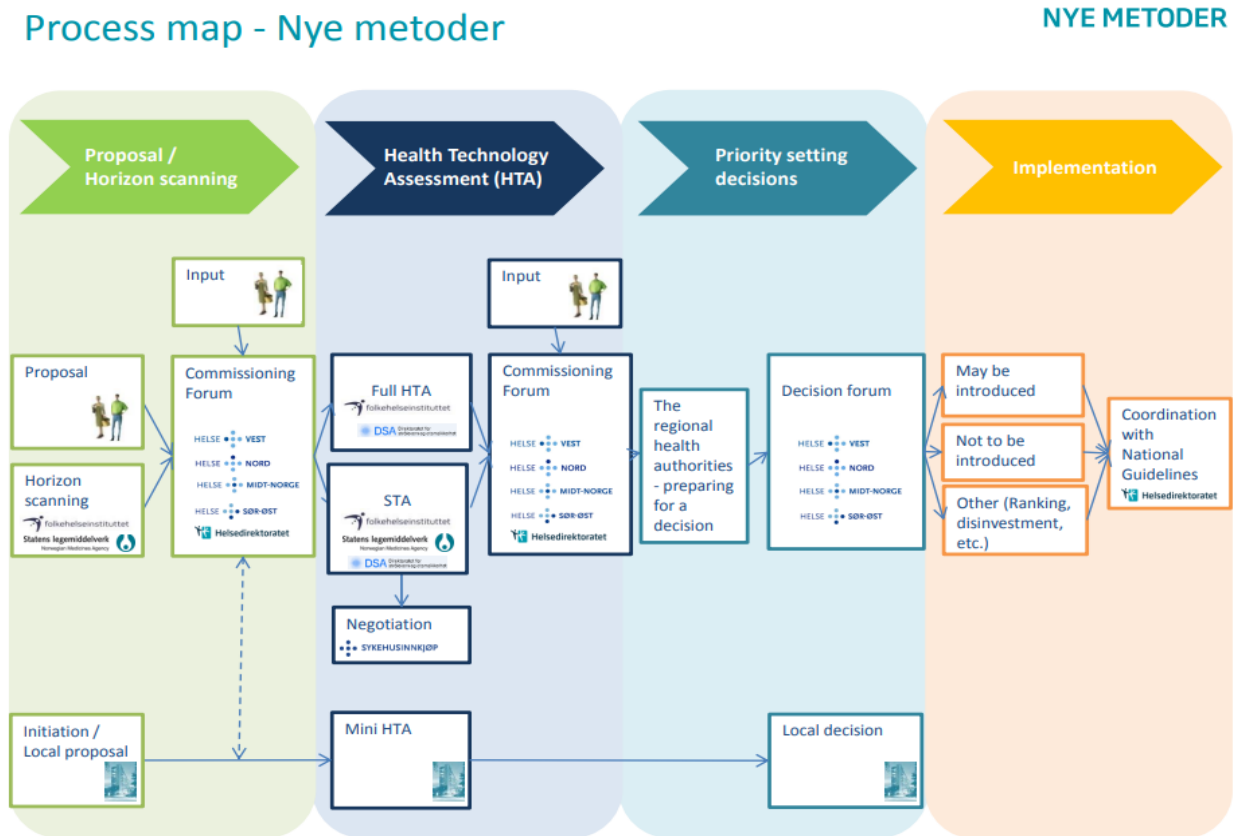 Process map - Nye metoder
NYE METODER
Proposal /
Horizon scanning
Health Technology
Assessment (HTA)
Priority setting
decisions
Implementation
Input
Input
Proposal
Horizon
scanning
folkehelseinstituttet
Statens legemiddelverk
Norwegian Medicines Agency
Commissioning
Forum
HELSE VEST
HELSE NORD
HELSE MIDT-NORGE
HELSE SØR-ØST
Helsedirektoratet
Full HTA
folkehelseinstituttet
DSA
STA
folkehelseinstituttet
Statens legemiddelverk
Norwegian Medicines Agency
DSA
Negotiation
SYKEHUSINNKJØP
Commissioning
Forum
HELSE VEST
HELSE NORD
HELSE MIDT-NORGE
HELSE SØR-ØST
Helsedirektoratet
The
regional
health
authorities
- preparing
for a
decision
Decision forum
HELSE VEST
HELSE NORD
HELSE MIDT-NORGE
HELSE SØR-ØST
May be
introduced
Not to be
introduced
Other (Ranking,
disinvestment,
etc.)
Coordination
with
National
Guidelines
Helsedirektoratet
Initiation /
Local proposal
Mini HTA
Local decision